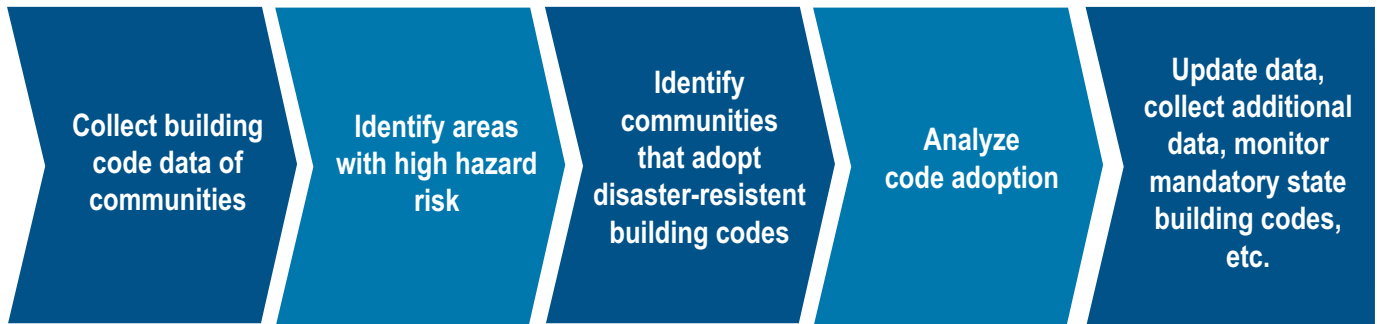 Collect building
code data of
communities
Identify areas
with high hazard
risk
Identify
communities
that adopt
disaster-resistent
building codes
Analyze
code adoption
Update data,
collect additional
data, monitor
mandatory state
building codes,
etc.